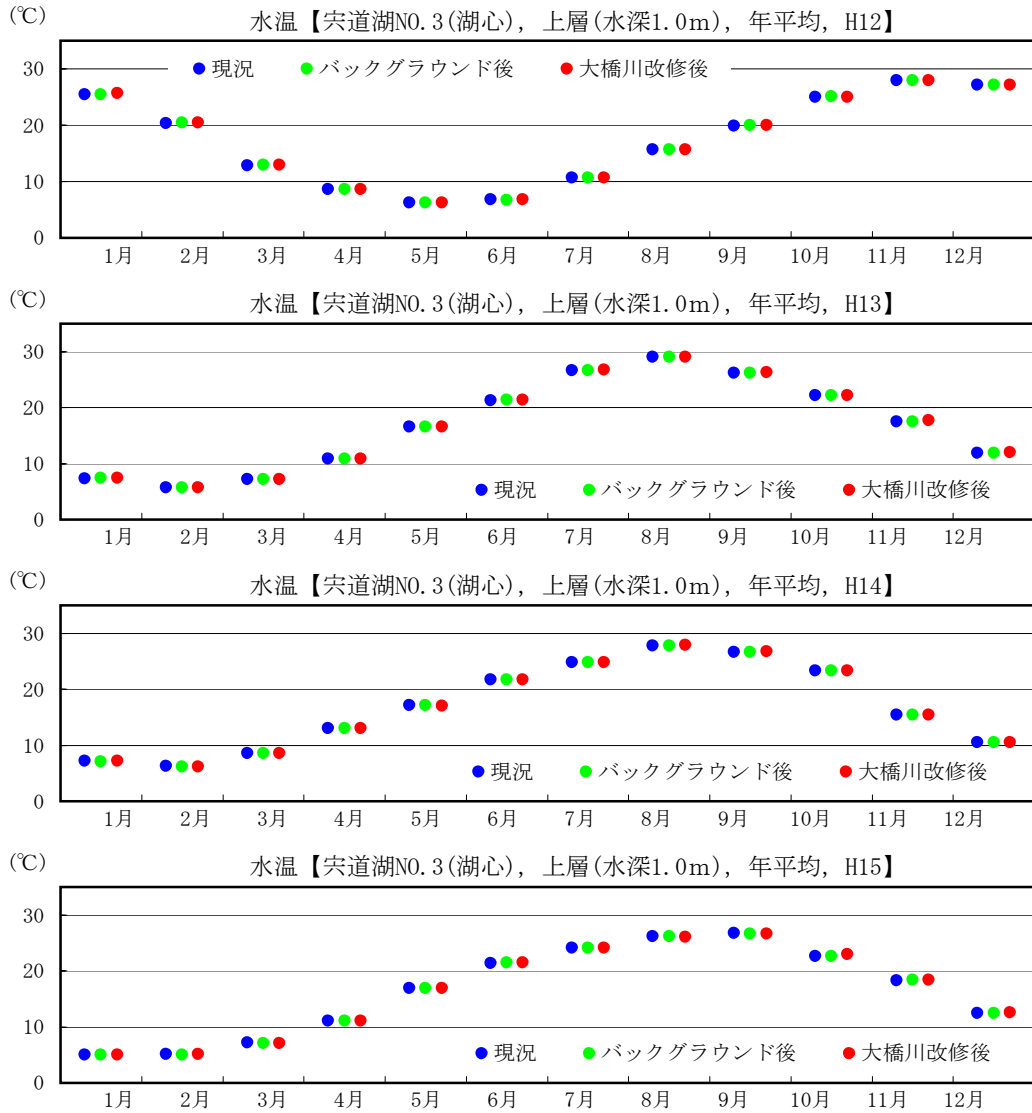 (℃) 水温【宍道湖NO.3(湖心), 上層(水深1.0m), 年平均, H12】
30
● 現況 ● バックグラウンド後 ● 大橋川改修後
20
10
0
1月 2月 3月 4月 5月 6月 7月 8月 9月 10月 11月 12月
(℃) 水温【宍道湖NO.3(湖心), 上層(水深1.0m), 年平均, H13】
30
20
10
● 現況 ● バックグラウンド後 ● 大橋川改修後
0
1月 2月 3月 4月 5月 6月 7月 8月 9月 10月 11月 12月
(℃) 水温【宍道湖NO.3(湖心), 上層(水深1.0m), 年平均, H14】
30
20
10
● 現況 ● バックグラウンド後 ● 大橋川改修後
0
1月 2月 3月 4月 5月 6月 7月 8月 9月 10月 11月 12月
(℃) 水温【宍道湖NO.3(湖心), 上層(水深1.0m), 年平均, H15】
30
20
10
● 現況 ● バックグラウンド後 ● 大橋川改修後
0
1月 2月 3月 4月 5月 6月 7月 8月 9月 10月 11月 12月